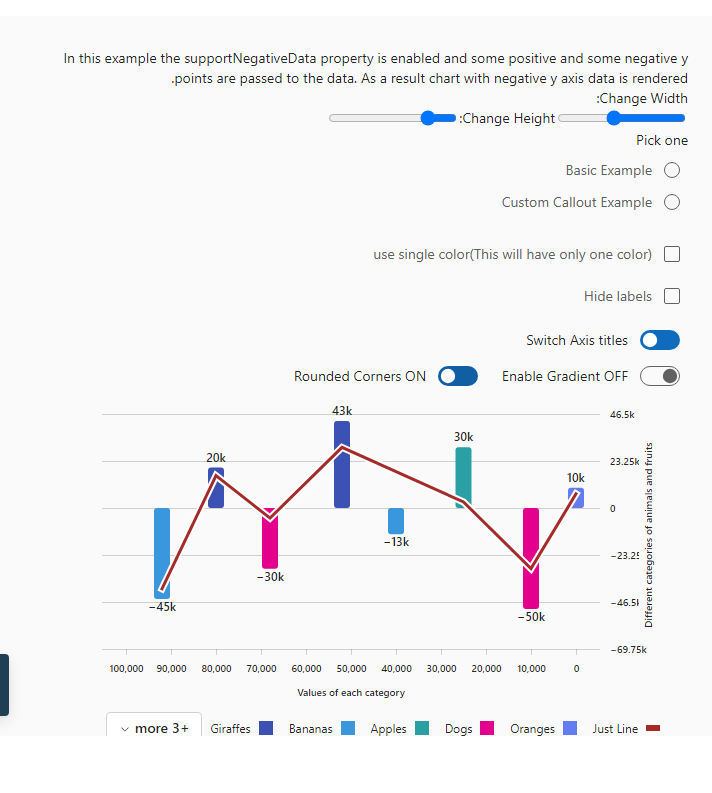 In this example the supportNegativeData property is enabled and some positive and some negative y
.points are passed to the data. As a result chart with negative y axis data is rendered
:Change Width
:Change Height
Pick one
Basic Example
Custom Callout Example
use single color(This will have only one color)
Hide labels
Switch Axis titles
Rounded Corners ON Enable Gradient OFF
43k
46.5k
30k
20k
23.25k
10k
0
−13k
−23.25
−30k
−45k
−46.5
−50k
−69.75k
Different categories of animals and fruits
100,000 90,000 80,000 70,000 60,000 50,000 40,000 30,000 20,000 10,000 0
Values of each category
more 3+ Giraffes Bananas Apples Dogs Oranges Just Line